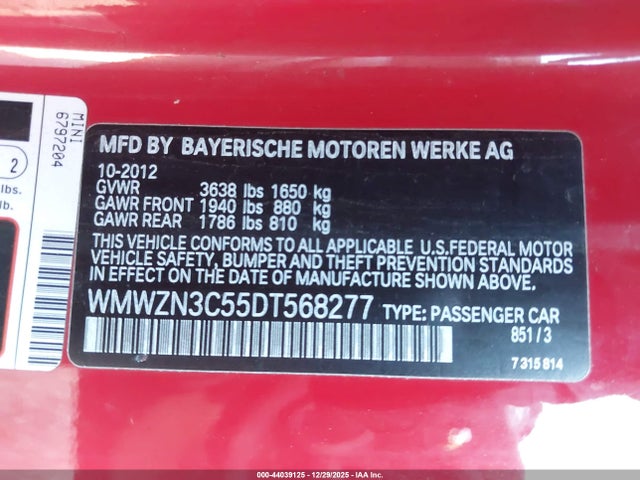 MINI
6797204
2
lbs.
lbs.
MFD BY BAYERISCHE MOTOREN WERKE AG
10-2012
GVWR 3638 lbs 1650 kg
GAWR FRONT 1940 lbs 880 kg
GAWR REAR 1786 lbs 810 kg
THIS VEHICLE CONFORMS TO ALL APPLICABLE U.S.FEDERAL MOTOR
VEHICLE SAFETY, BUMPER AND THEFT PREVENTION STANDARDS
IN EFFECT ON THE DATE OF MANUFACTURE SHOWN ABOVE.
WMWZN3C55DT568277 TYPE: PASSENGER CAR
851/3
7 315 814
000-44039125 - 12/29/2025 - IAA Inc.